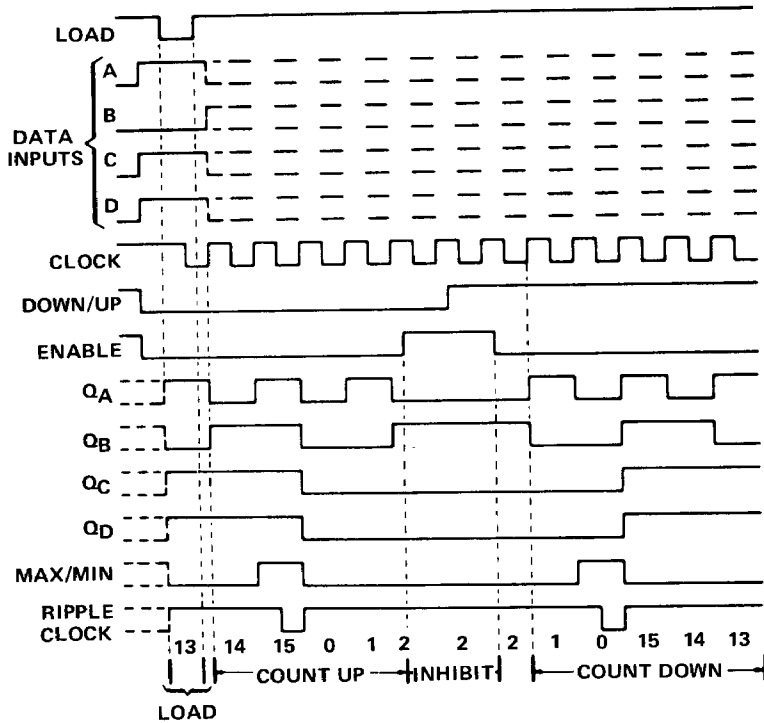 LOAD
A
B
DATA
INPUTS
C
D
CLOCK
DOWN/UP
ENABLE
QA
QB
QC
QD
MAX/MIN
RIPPLE
CLOCK
13 14 15 0 1 2 2 2 1 0 15 14 13
COUNT UP INHIBIT COUNT DOWN
LOAD